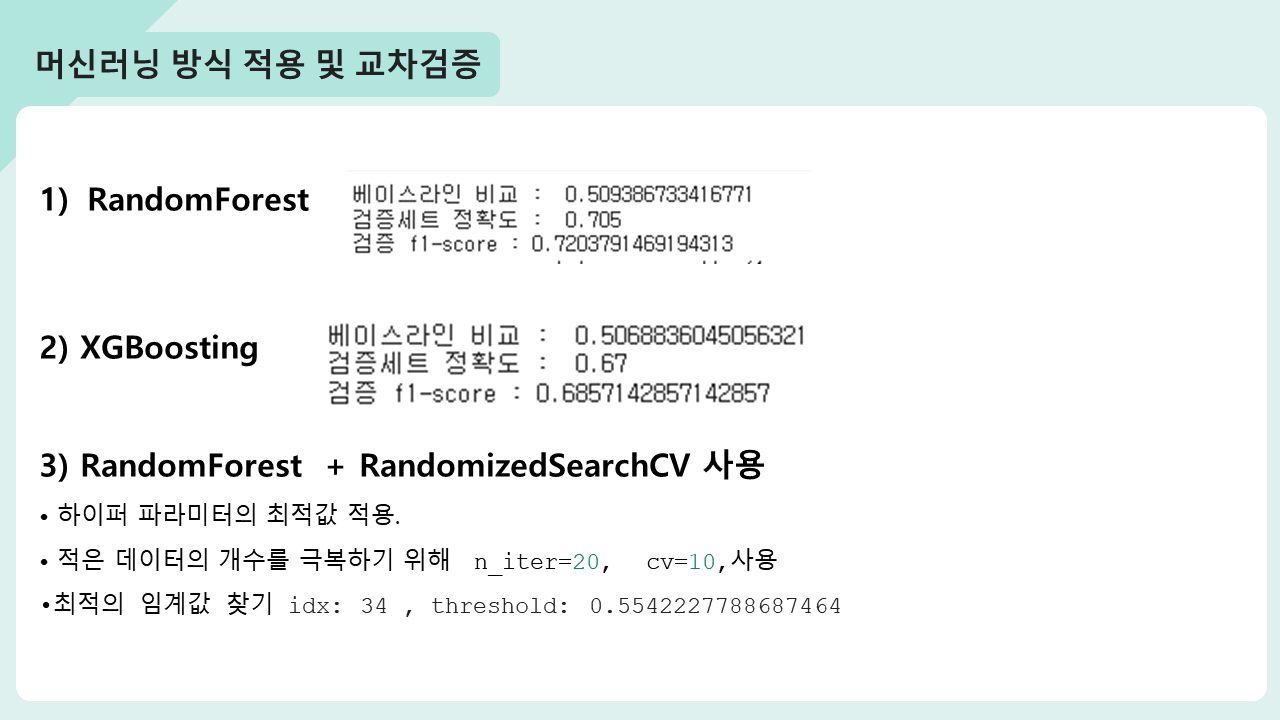 머신러닝 방식 적용 및 교차검증
1) RandomForest
베이스라인 비교 : 0.509386733416771
검증세트 정확도 : 0.705
검증 f1-score : 0.7203791469194313
2) XGBoosting
베이스라인 비교 : 0.5068836045056321
검증세트 정확도 : 0.67
검증 f1-score : 0.6857142857142857
3) RandomForest + RandomizedSearchCV 사용
• 하이퍼 파라미터의 최적값 적용.
• 적은 데이터의 개수를 극복하기 위해 n_iter=20, cv=10,사용
•최적의 임계값 찾기 idx: 34 , threshold: 0.5542227788687464